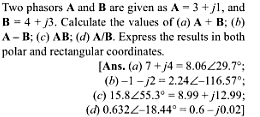 Two phasors A and B are given as A = 3 + j1, and
B = 4 + j3. Calculate the values of (a) A + B; (b)
A – B; (c) AB; (d) A/B. Express the results in both
polar and rectangular coordinates.
[Ans. (a) 7 + j4 = 8.06∠29.7°;
(b) –1 – j2 = 2.24∠–116.57°;
(c) 15.8∠55.3° = 8.99 + j12.99;
(d) 0.632∠–18.44° = 0.6 – j0.02]